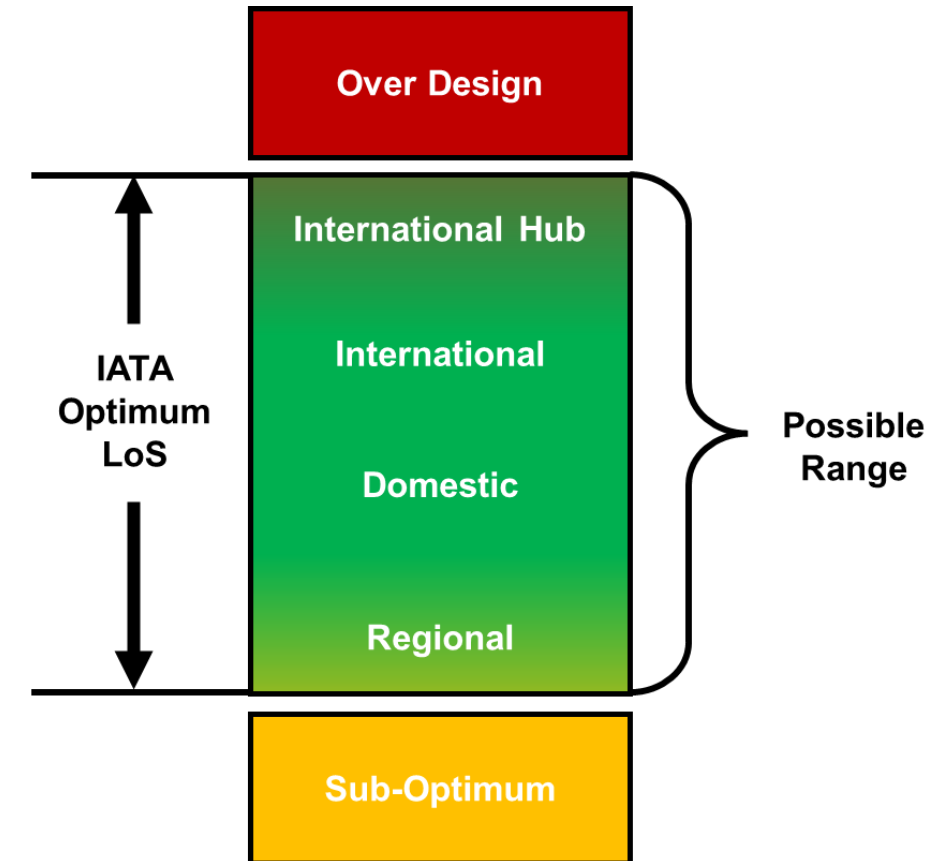 Over Design
International Hub
International
IATA
Optimum
LoS
Possible
Range
Domestic
Regional
Sub-Optimum